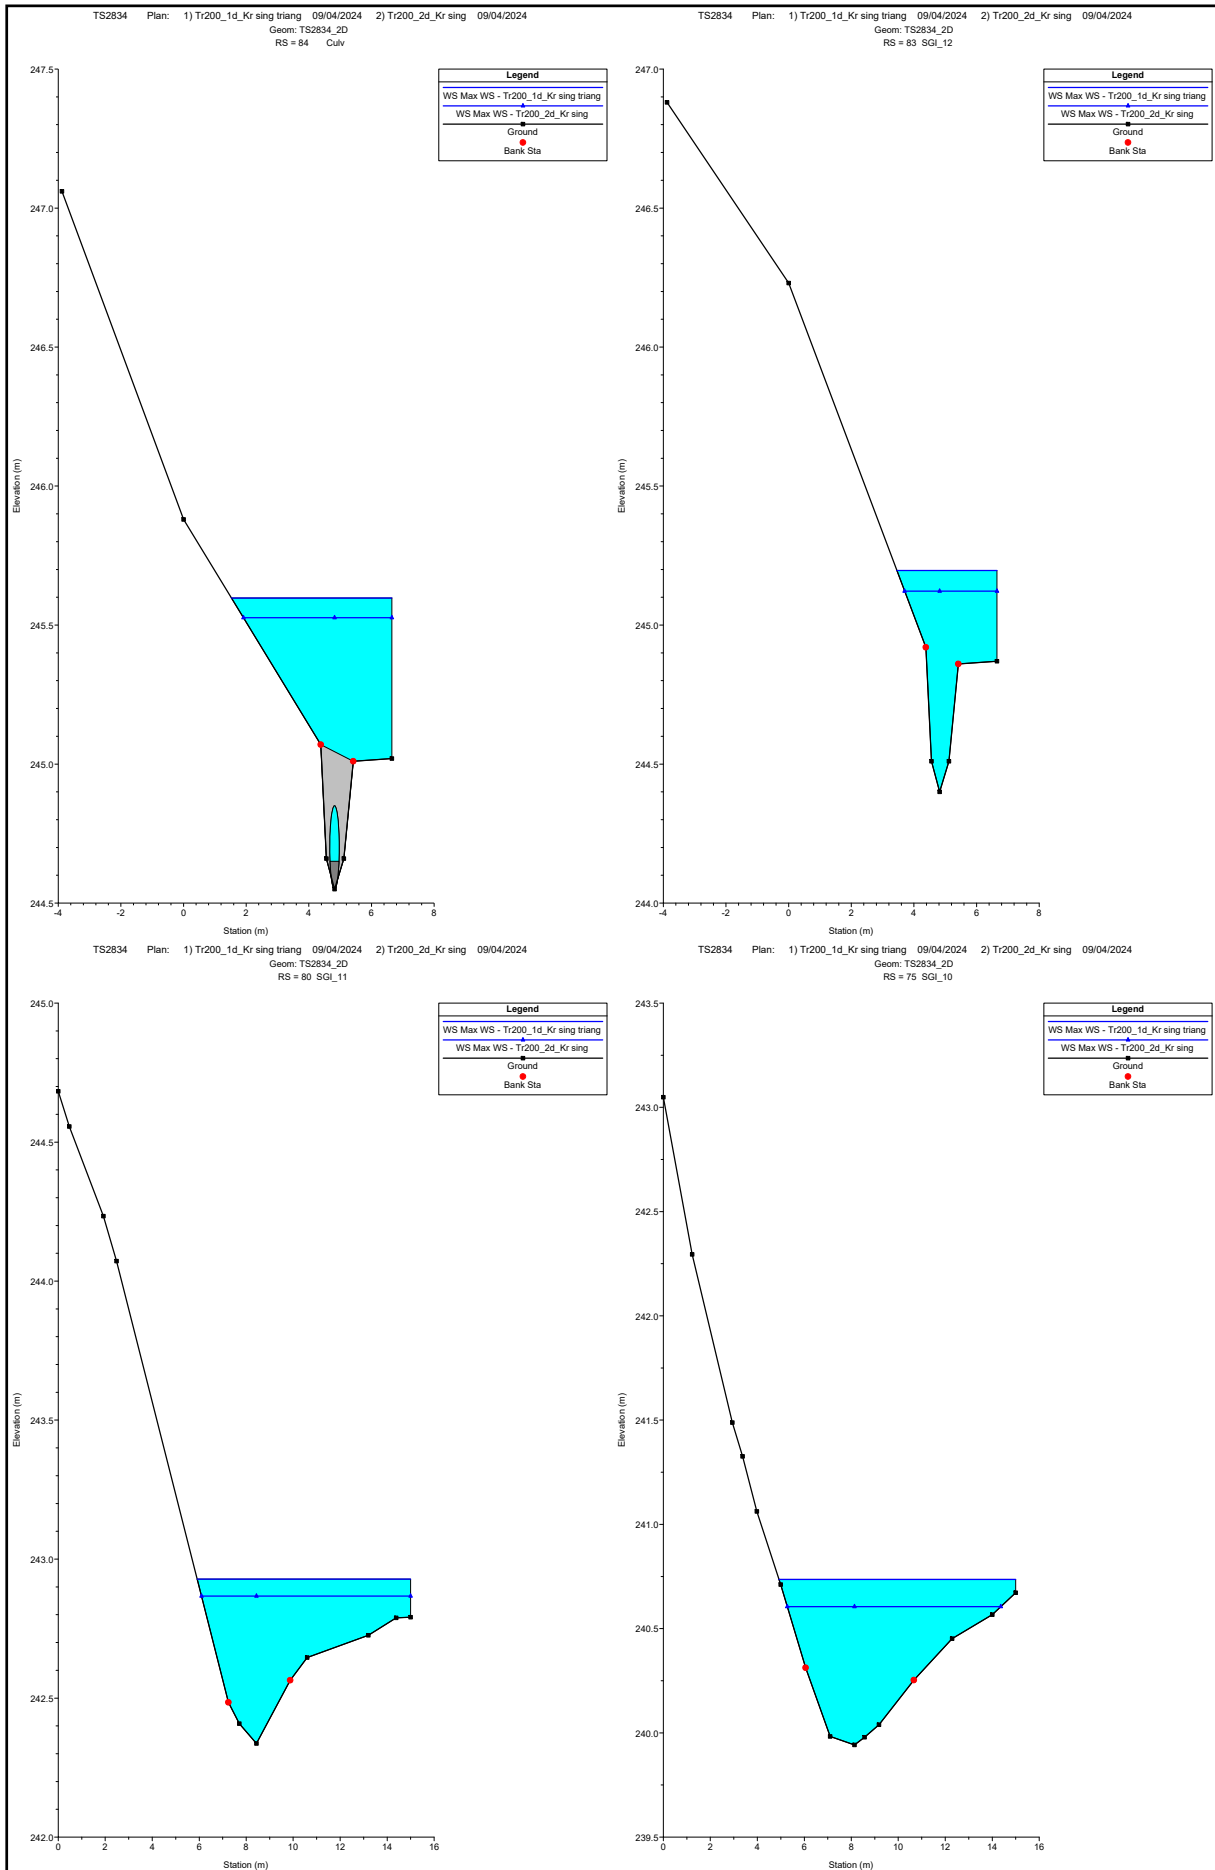 TS2834 Plan: 1) Tr200_1d_Kr sing triang 09/04/2024 2) Tr200_2d_Kr sing 09/04/2024
Geom: TS2834_2D
RS = 84 Culv
Legend
WS Max WS - Tr200_1d_Kr sing triang
WS Max WS - Tr200_2d_Kr sing
Ground
Bank Sta
247.5
247.0
246.5
246.0
245.5
245.0
244.5
Elevation (m)
-4 -2 0 2 4 6 8
Station (m)
TS2834 Plan: 1) Tr200_1d_Kr sing triang 09/04/2024 2) Tr200_2d_Kr sing 09/04/2024
Geom: TS2834_2D
RS = 83 SGI_12
Legend
WS Max WS - Tr200_1d_Kr sing triang
WS Max WS - Tr200_2d_Kr sing
Ground
Bank Sta
247.0
246.5
246.0
245.5
245.0
244.5
244.0
Elevation (m)
-4 -2 0 2 4 6 8
Station (m)
TS2834 Plan: 1) Tr200_1d_Kr sing triang 09/04/2024 2) Tr200_2d_Kr sing 09/04/2024
Geom: TS2834_2D
RS = 80 SGI_11
Legend
WS Max WS - Tr200_1d_Kr sing triang
WS Max WS - Tr200_2d_Kr sing
Ground
Bank Sta
245.0
244.5
244.0
243.5
243.0
242.5
242.0
Elevation (m)
0 2 4 6 8 10 12 14 16
Station (m)
TS2834 Plan: 1) Tr200_1d_Kr sing triang 09/04/2024 2) Tr200_2d_Kr sing 09/04/2024
Geom: TS2834_2D
RS = 75 SGI_10
Legend
WS Max WS - Tr200_1d_Kr sing triang
WS Max WS - Tr200_2d_Kr sing
Ground
Bank Sta
243.5
243.0
242.5
242.0
241.5
241.0
240.5
240.0
239.5
Elevation (m)
0 2 4 6 8 10 12 14 16
Station (m)